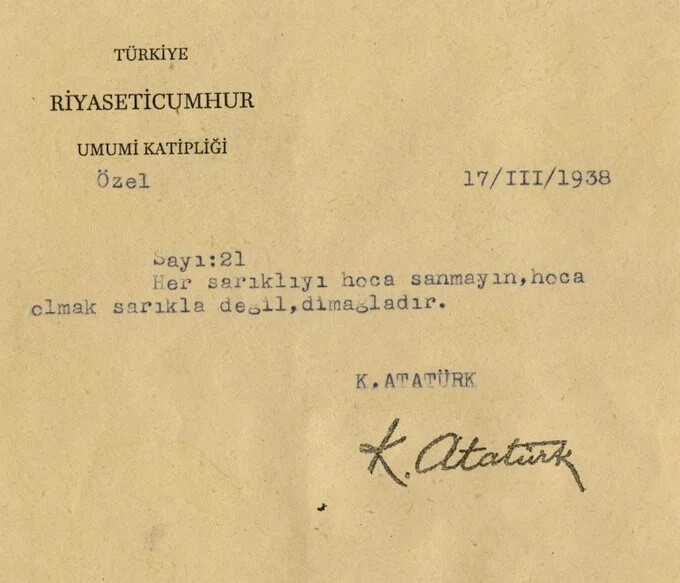 TÜRKİYE
RİYASETİCUMHUR
UMUMİ KATİPLİĞİ
Özel
17/III/1938
Sayı:21
Her sarıklıyı hoca sanmayın,hoca
olmak sarıkla değil,dimağladır.
K.ATATÜRK
K. Atatürk